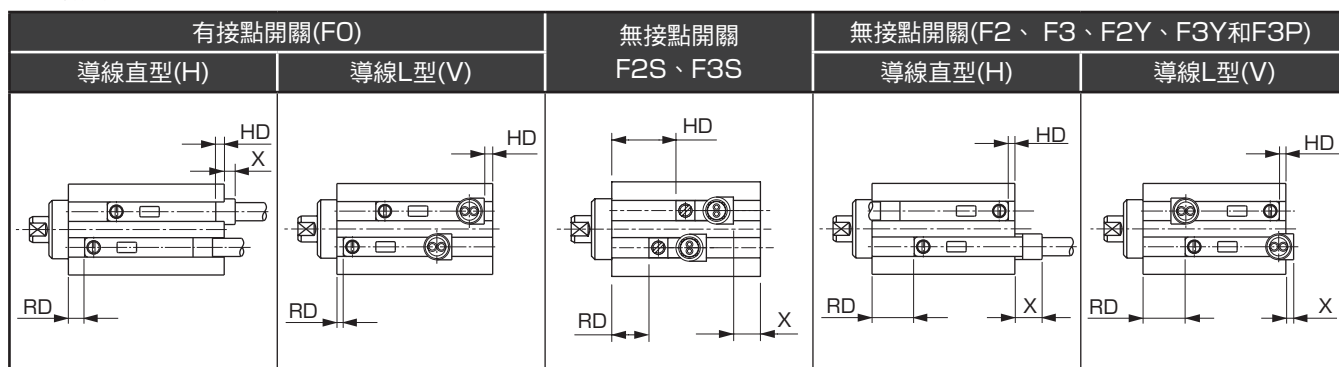 有接點開關(F0)
無接點開關
F2S、F3S
無接點開關(F2、 F3、F2Y、F3Y和F3P)
導線直型(H)
導線L型(V)
導線直型(H)
導線L型(V)
HD
X
RD
HD
RD
HD
RD
X
HD
RD
X
HD
RD
X